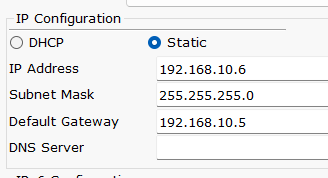 IP Configuration
DHCP Static
IP Address 192.168.10.6
Subnet Mask 255.255.255.0
Default Gateway 192.168.10.5
DNS Server